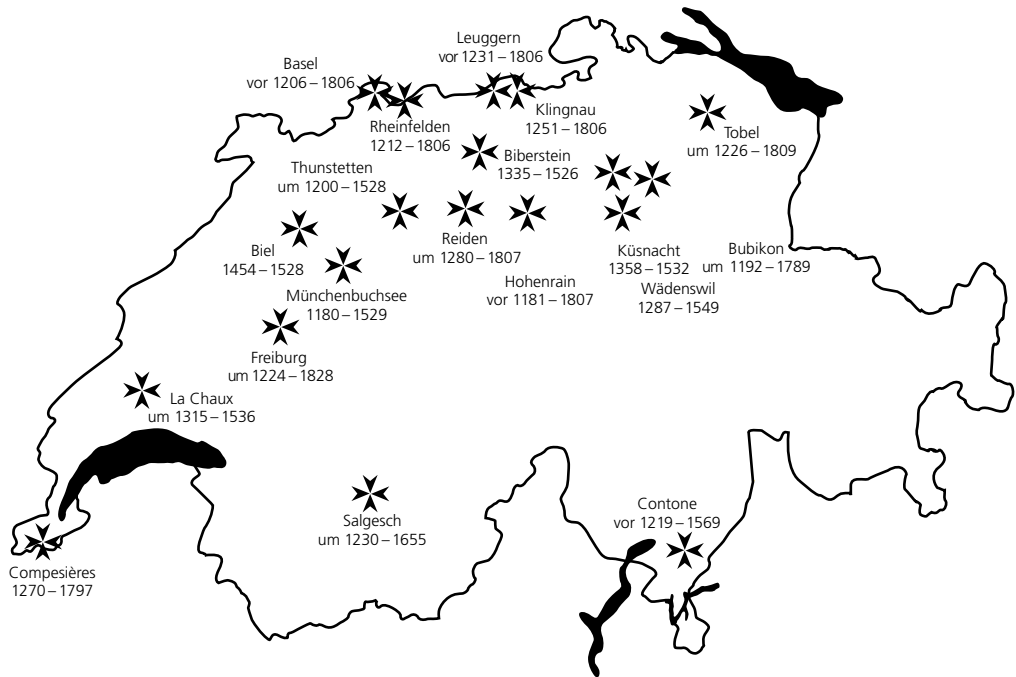 Leuggern
vor 1231 – 1806
Basel
vor 1206 – 1806
Klingnau
1251 – 1806
Rheinfelden
1212 – 1806
Tobel
um 1226 – 1809
Biberstein
1335 – 1526
Thunstetten
um 1200 – 1528
Biel
1454 – 1528
Reiden
um 1280 – 1807
Küsnacht
1358 – 1532
Bubikon
um 1192 – 1789
Hohenrain
vor 1181 – 1807
Wädenswil
1287 – 1549
Münchenbuchsee
1180 – 1529
Freiburg
um 1224 – 1828
La Chaux
um 1315 – 1536
Contone
vor 1219 – 1569
Salgesch
um 1230 – 1655
Compesières
1270 – 1797